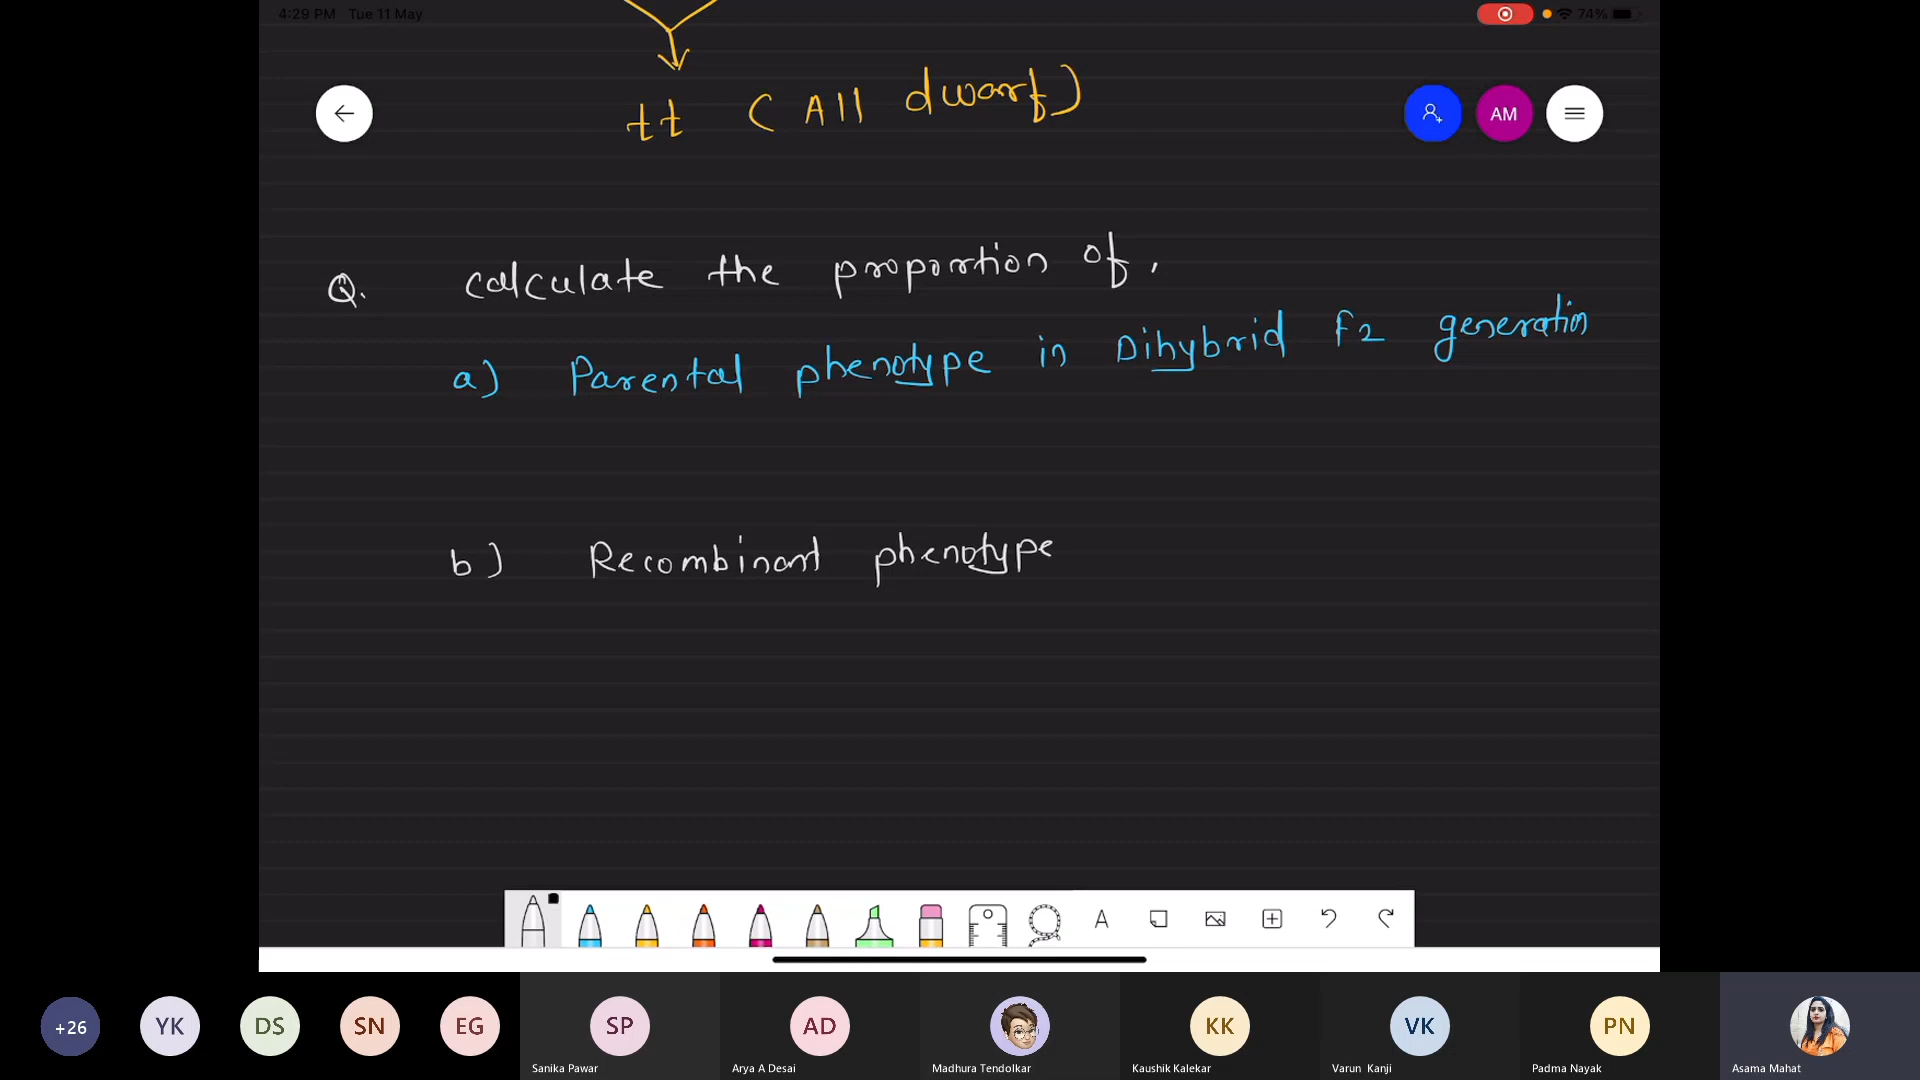 4:29 PM Tue 11 May
74%
tt (All dwarf)
AM
Q. calculate the proportion of,
a) Parental phenotype in Dihybrid F2 generation
b) Recombinant phenotype
A
+26
YK
DS
SN
EG
SP
AD
KK
VK
PN
Sanika Pawar
Arya A Desai
Madhura Tendolkar
Kaushik Kalekar
Varun Kanji
Padma Nayak
Asama Mahat